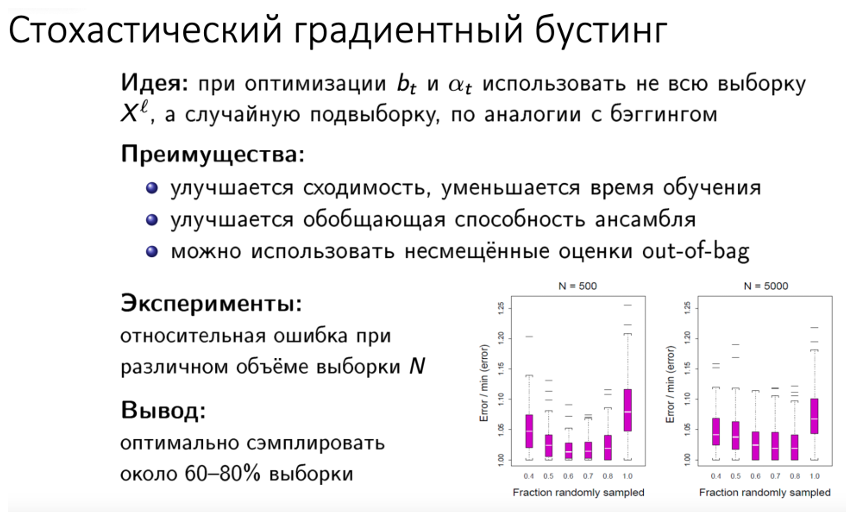 Стохастический градиентный бустинг
Идея: при оптимизации bₜ и αₜ использовать не всю выборку
Xˡ, а случайную подвыборку, по аналогии с бэггингом
Преимущества:
улучшается сходимость, уменьшается время обучения
улучшается обобщающая способность ансамбля
можно использовать несмещённые оценки out-of-bag
Эксперименты:
относительная ошибка при
различном объёме выборки N
Вывод:
оптимально сэмплировать
около 60–80% выборки
N = 500
Error / min (error)
1.25
1.20
1.15
1.10
1.05
1.00
0.4 0.5 0.6 0.7 0.8 1.0
Fraction randomly sampled
N = 5000
Error / min (error)
1.25
1.20
1.15
1.10
1.05
1.00
0.4 0.5 0.6 0.7 0.8 1.0
Fraction randomly sampled